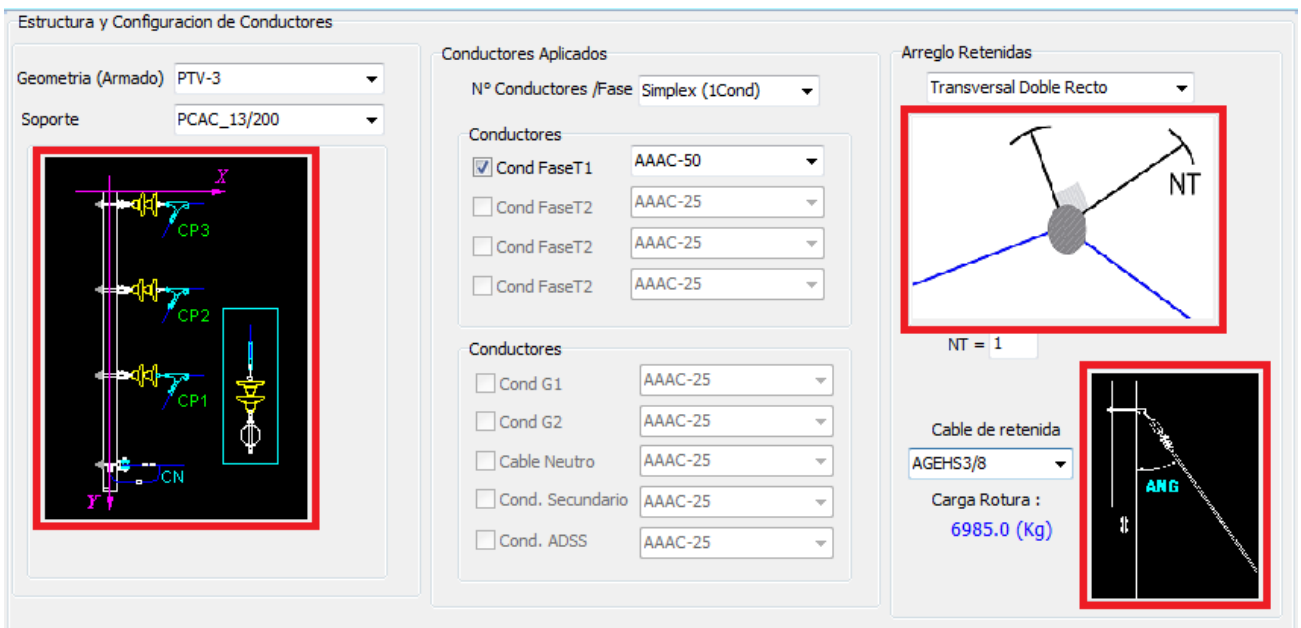 Estructura y Configuracion de Conductores
Geometria (Armado) PTV-3
Soporte PCAC_13/200
X
CP3
CP2
CP1
CN
Y
Conductores Aplicados
Nº Conductores /Fase Simplex (1Cond)
Conductores
Cond FaseT1 AAAC-50
Cond FaseT2 AAAC-25
Cond FaseT2 AAAC-25
Cond FaseT2 AAAC-25
Conductores
Cond G1 AAAC-25
Cond G2 AAAC-25
Cable Neutro AAAC-25
Cond. Secundario AAAC-25
Cond. ADSS AAAC-25
Arreglo Retenidas
Transversal Doble Recto
NT
NT = 1
Cable de retenida
AGEHS3/8
Carga Rotura :
6985.0 (Kg)
ANG